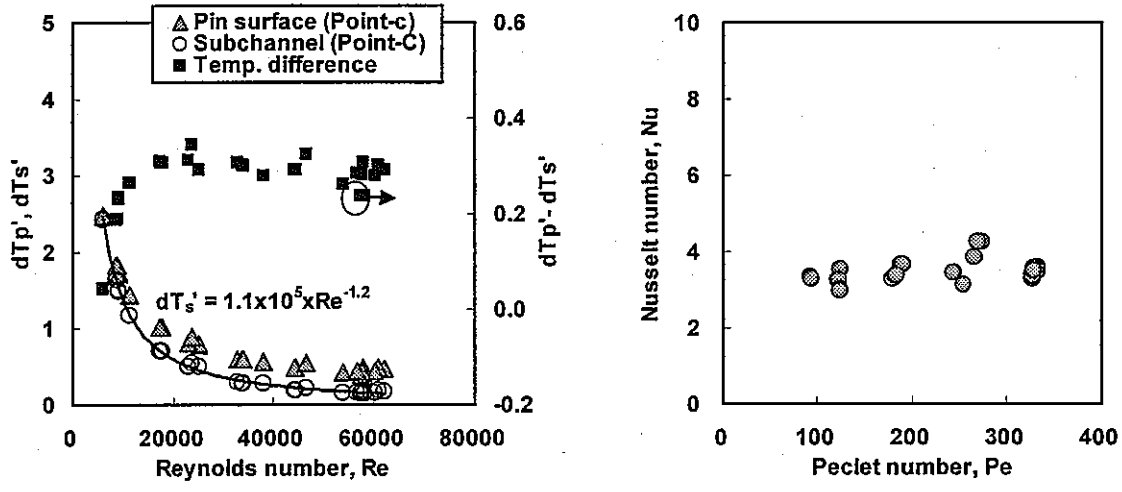 Pin surface (Point-c)
Subchannel (Point-C)
Temp. difference
5
4
3
2
1
0
dTp', dTs'
0.6
0.4
0.2
0.0
-0.2
dTp'- dTs'
dTs' = 1.1x10^5xRe^-1.2
0 20000 40000 60000 80000
Reynolds number, Re
10
8
6
4
2
0
Nusselt number, Nu
0 100 200 300 400
Peclet number, Pe